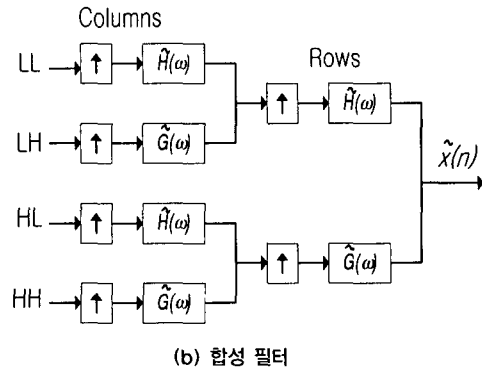 Columns
LL ↑ H̃(ω)
Rows
↑ H̃(ω)
LH ↑ G̃(ω)
x̃(n)
HL ↑ H̃(ω)
↑ G̃(ω)
HH ↑ G̃(ω)
(b) 합성 필터